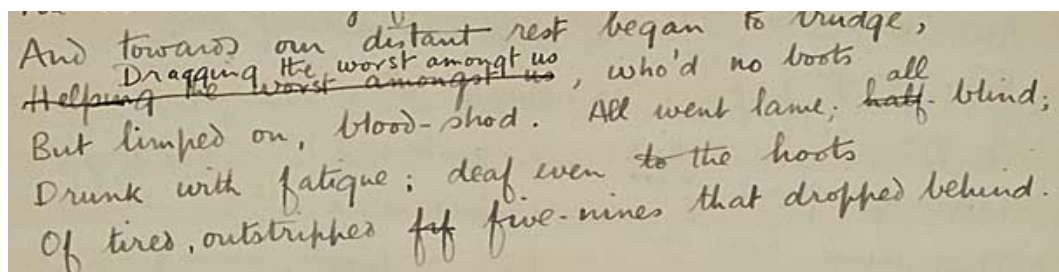 And towards our distant rest began to trudge,
Dragging the worst amongt us
Helping the worst amongst us, who'd no boots
all
But limped on, blood-shod. All went lame; half-blind;
Drunk with fatigue; deaf even to the hoots
Of tired, outstripped fif five-nines that dropped behind.